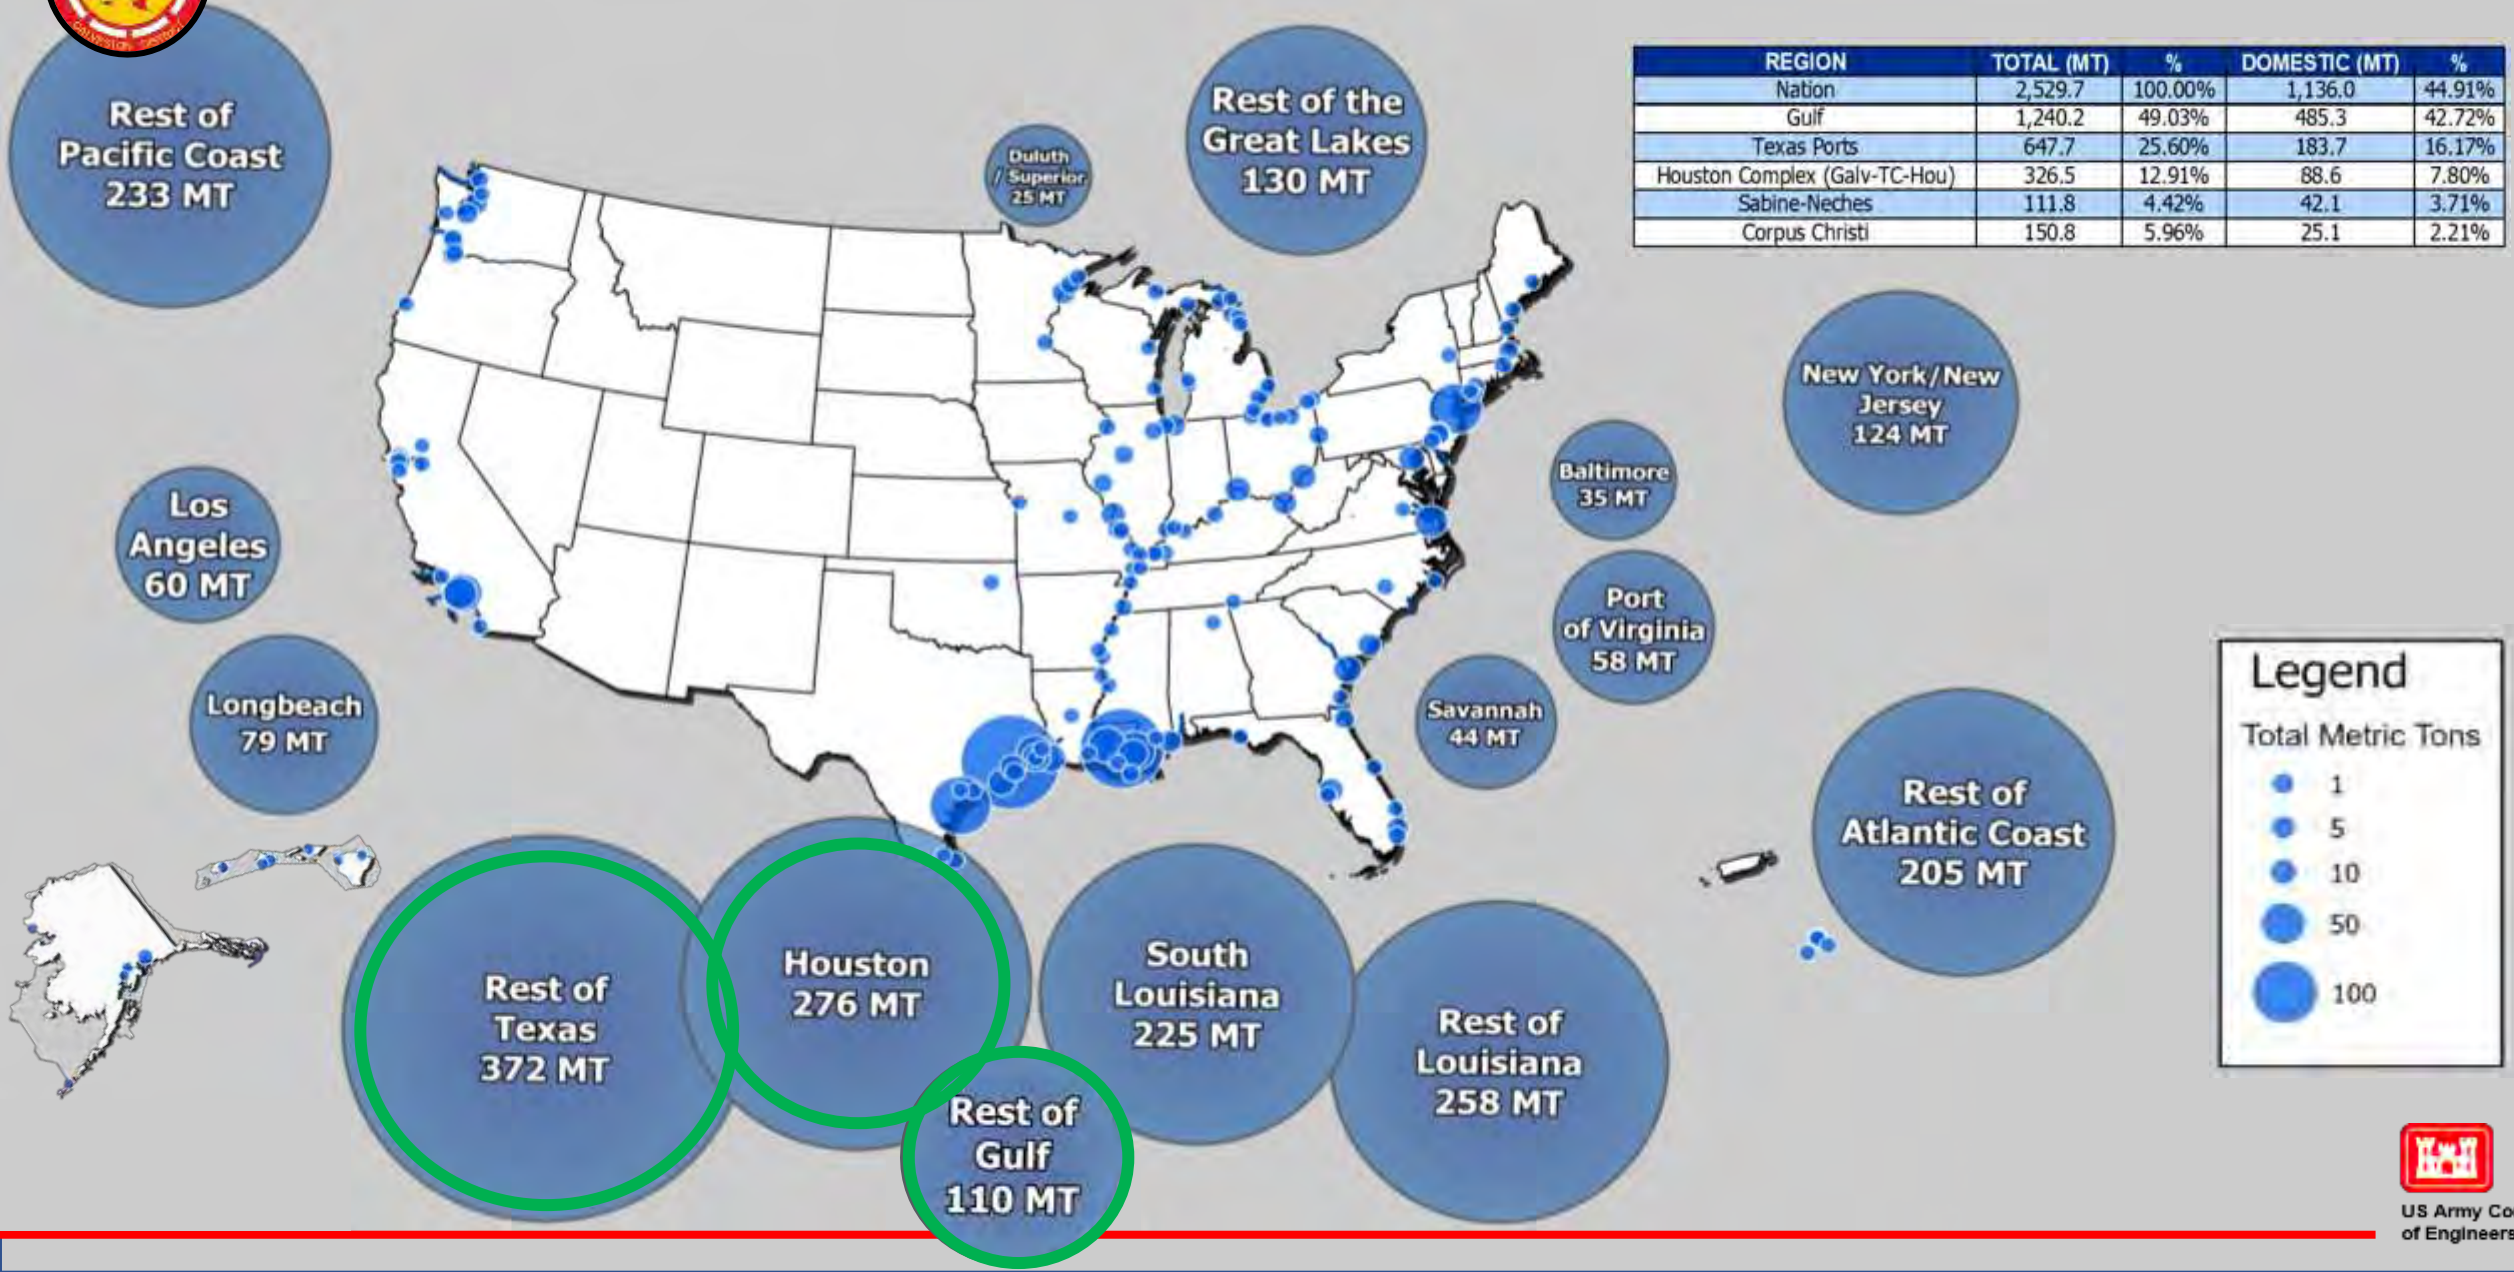 GALVESTON DISTRICT
Rest of
Pacific Coast
233 MT
Duluth
/ Superior
25 MT
Rest of the
Great Lakes
130 MT
REGION TOTAL (MT) % DOMESTIC (MT) %
Nation 2,529.7 100.00% 1,136.0 44.91%
Gulf 1,240.2 49.03% 485.3 42.72%
Texas Ports 647.7 25.60% 183.7 16.17%
Houston Complex (Galv-TC-Hou) 326.5 12.91% 88.6 7.80%
Sabine-Neches 111.8 4.42% 42.1 3.71%
Corpus Christi 150.8 5.96% 25.1 2.21%
New York/New
Jersey
124 MT
Baltimore
35 MT
Los
Angeles
60 MT
Port
of Virginia
58 MT
Longbeach
79 MT
Savannah
44 MT
Rest of
Atlantic Coast
205 MT
Legend
Total Metric Tons
1
5
10
50
100
Rest of
Texas
372 MT
Houston
276 MT
South
Louisiana
225 MT
Rest of
Louisiana
258 MT
Rest of
Gulf
110 MT
US Army Co
of Engineers